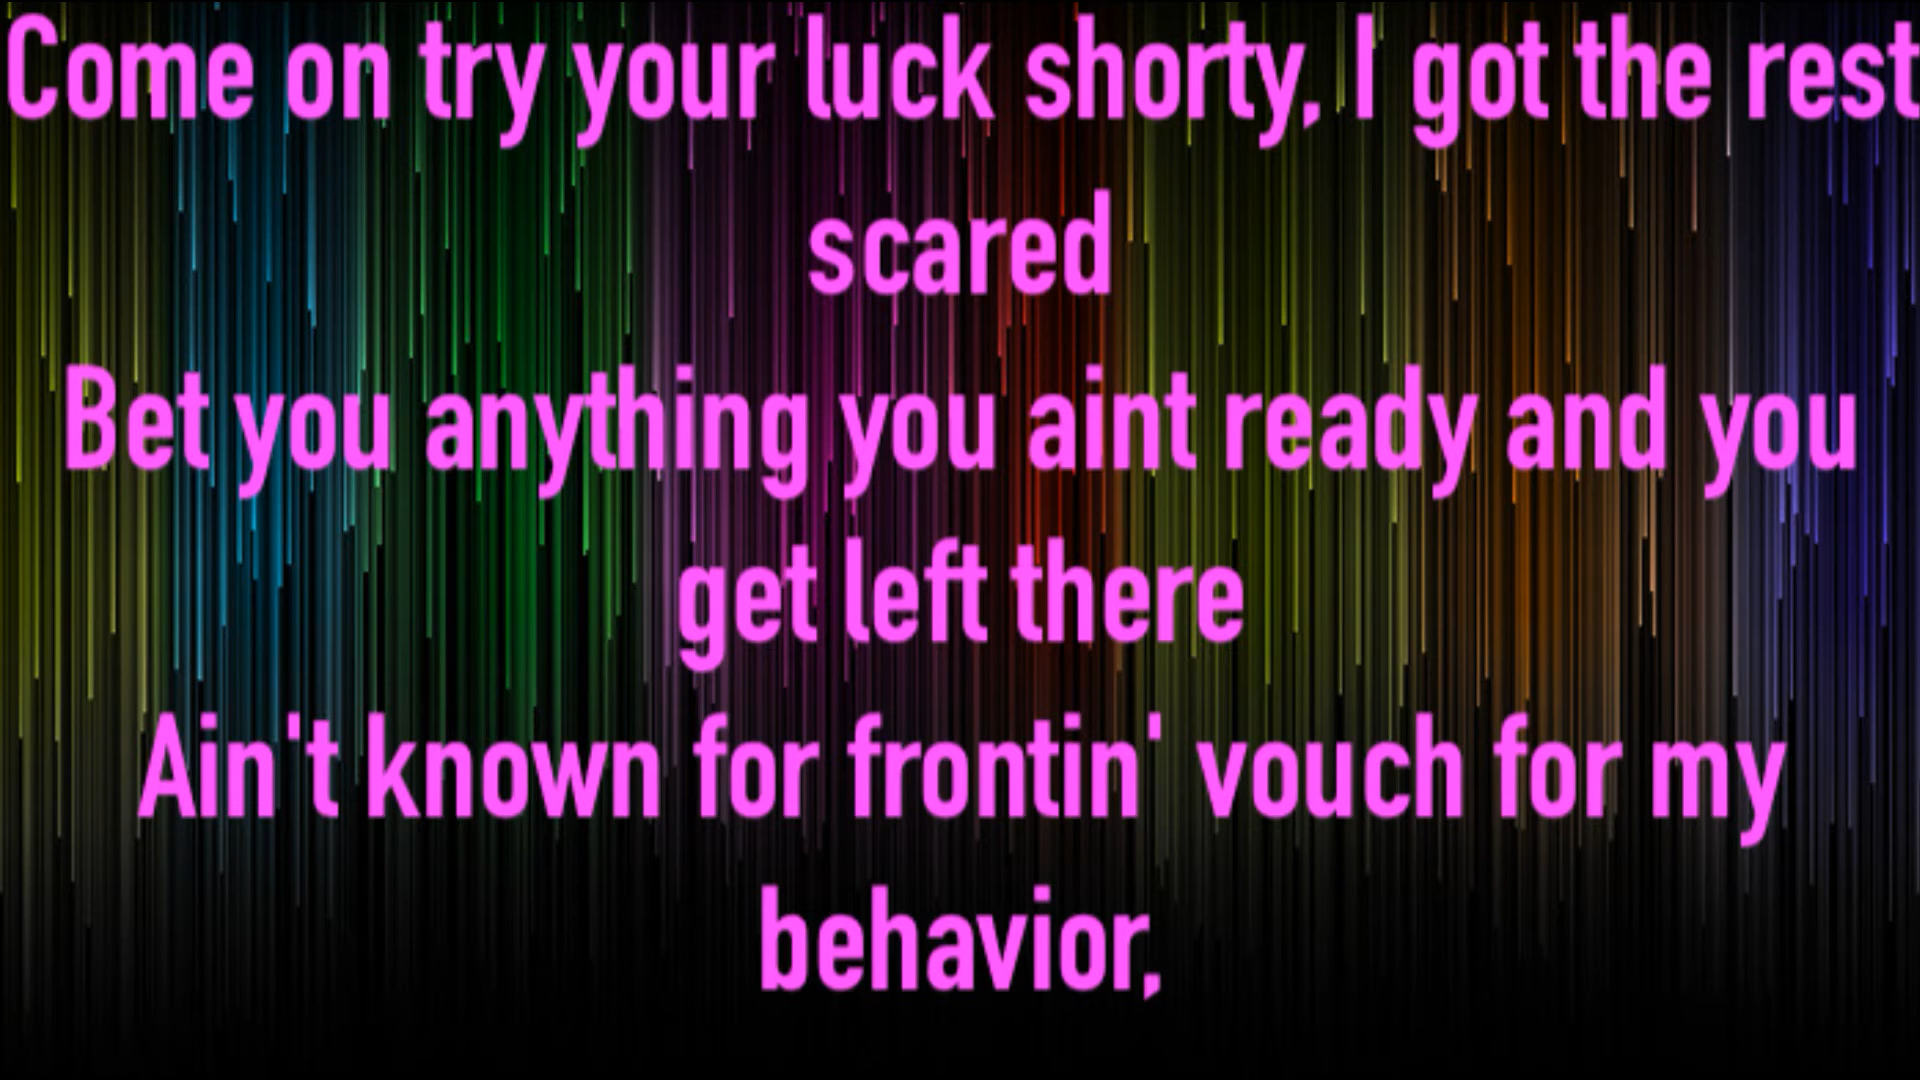 Come on try your luck shorty, I got the rest
scared
Bet you anything you aint ready and you
get left there
Ain't known for frontin' vouch for my
behavior,